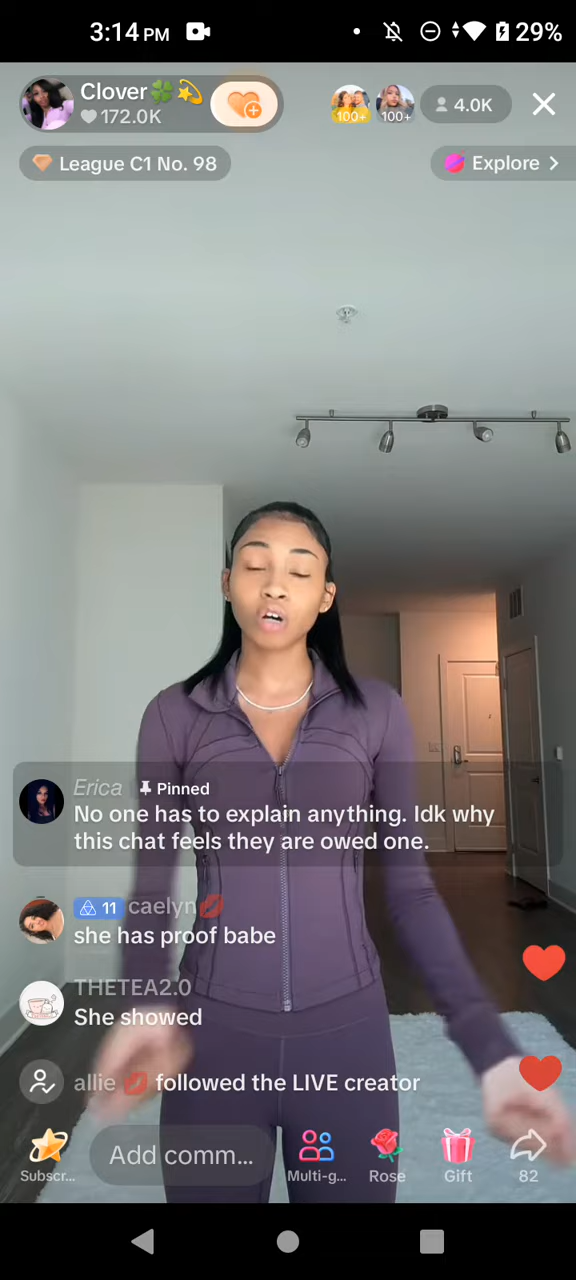 3:14 PM
29%
Clover🍀💫
172.0K
100+
100+
4.0K
League C1 No. 98
Explore >
Erica Pinned
No one has to explain anything. Idk why
this chat feels they are owed one.
11 caelyn💋
she has proof babe
THETEA2.0
She showed
allie 💋 followed the LIVE creator
Add comm...
Subscr...
Multi-g...
Rose
Gift
82